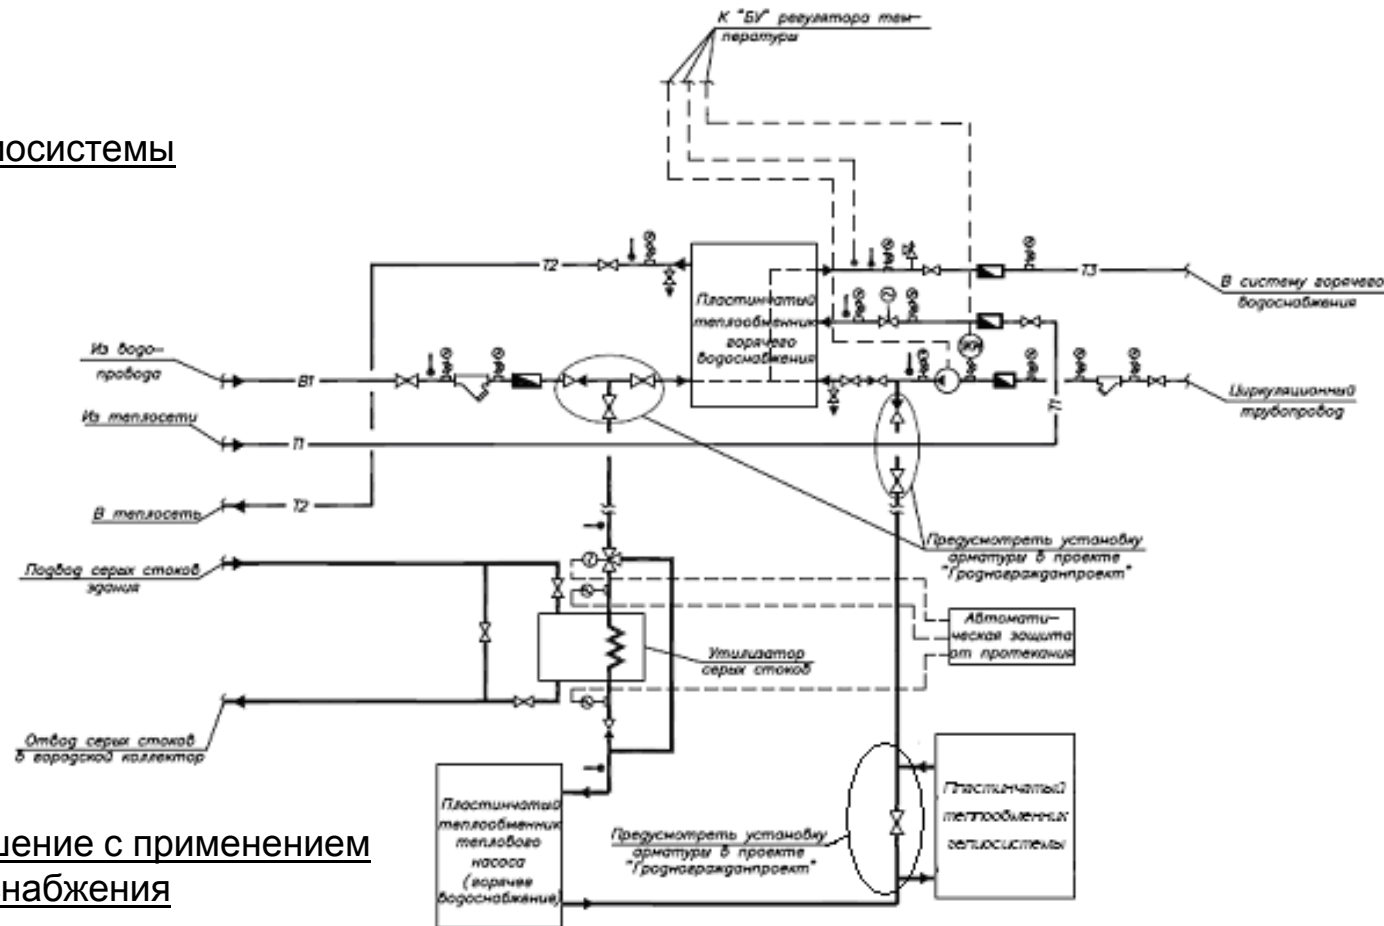 К "БУ" регулятора тем-
пературы
лосистемы
Т2
Пластинчатый
теплообменник
горячего
водоснабжения
Т3
В систему горячего
водоснабжения
Из водо-
провода
В1
Циркуляционный
трубопровод
Т1
Из теплосети
Т1
В теплосеть
Т2
Предусмотреть установку
арматуры в проекте
"Гродногражданпроект"
Подвод серых стоков
здания
Автомати-
ческая защита
от протекания
Утилизатор
серых стоков
Отвод серых стоков
в городской коллектор
Пластинчатый
теплообменник
теплового
насоса
(горячее
водоснабжение)
Предусмотреть установку
арматуры в проекте
"Гродногражданпроект"
Пластинчатый
теплообменник
гелиосистемы
шение с применением
снабжения